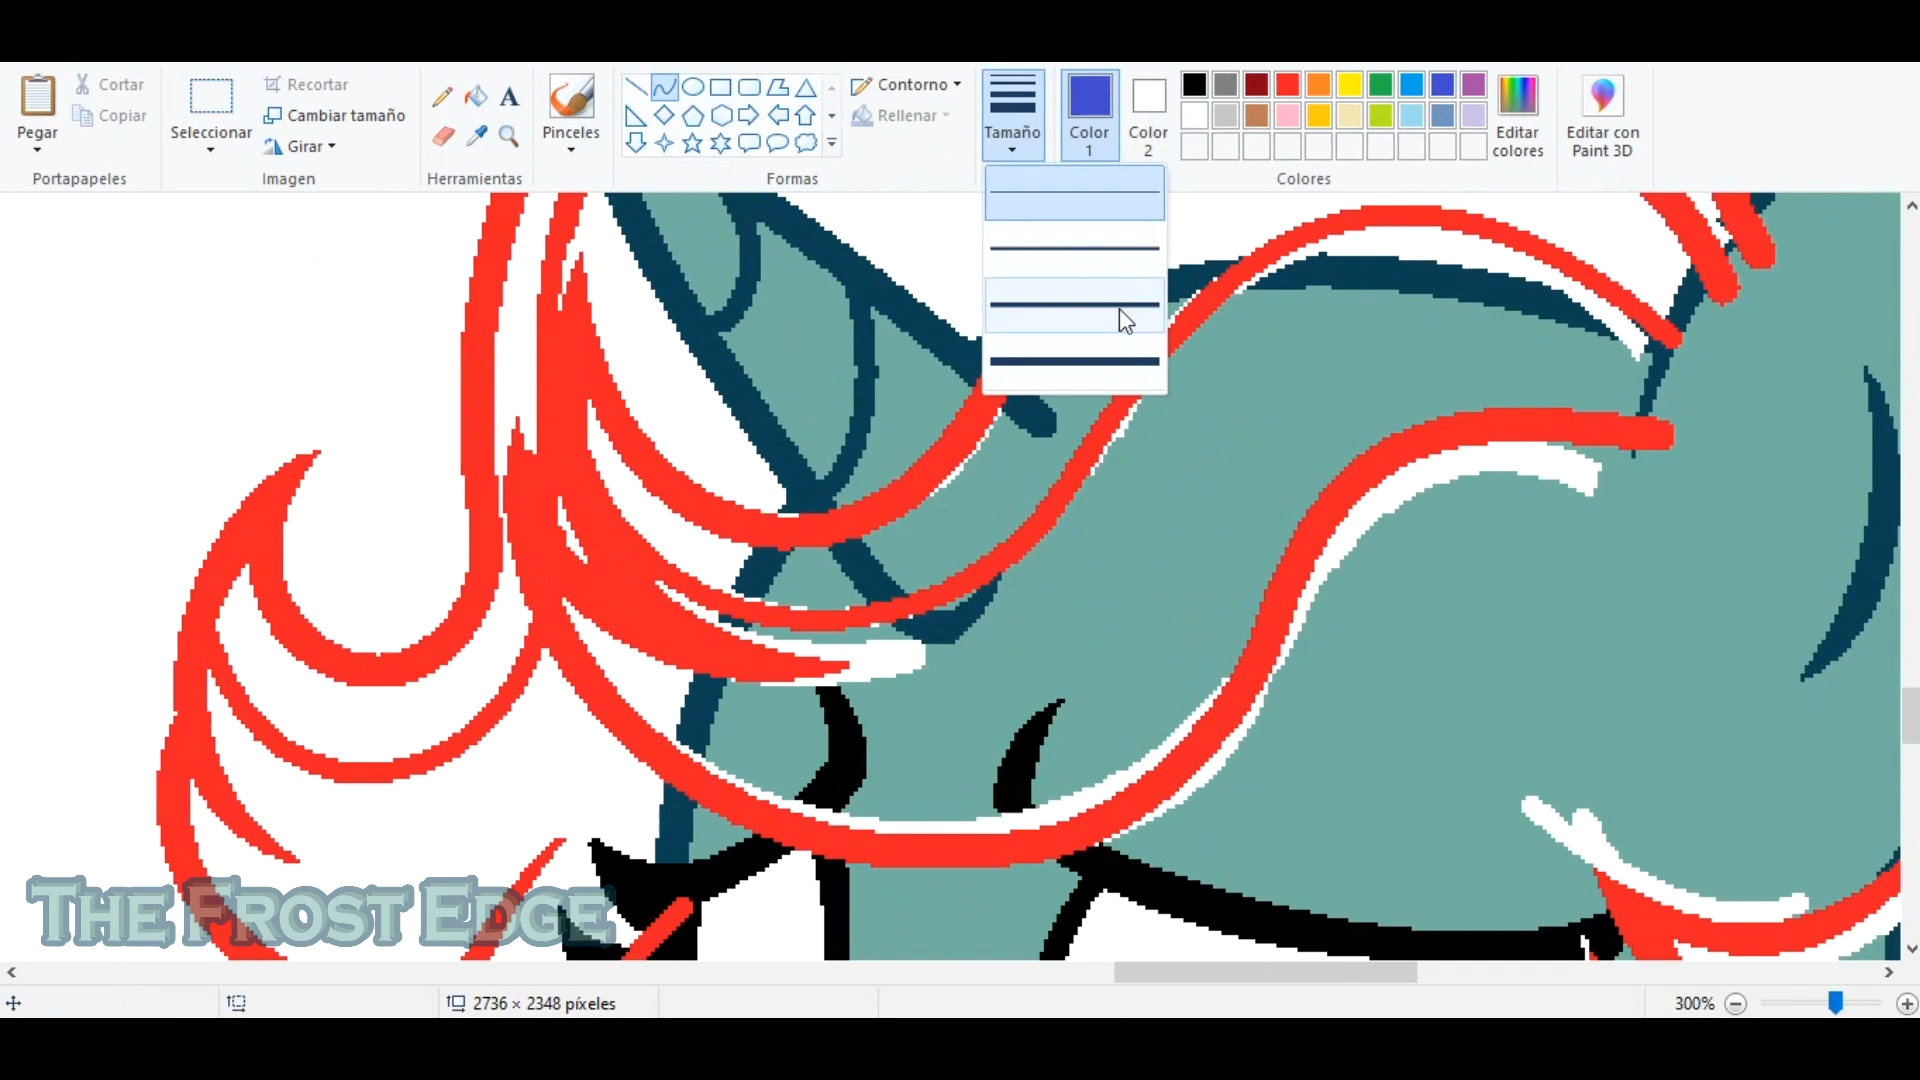 Pegar
Cortar
Copiar
Portapapeles
Seleccionar
Recortar
Cambiar tamaño
Girar
Imagen
A
Herramientas
Pinceles
Formas
Contorno
Rellenar
Tamaño
Color
1
Color
2
Colores
Editar
colores
Editar con
Paint 3D
THE FROST EDGE
2736 × 2348 píxeles
300%